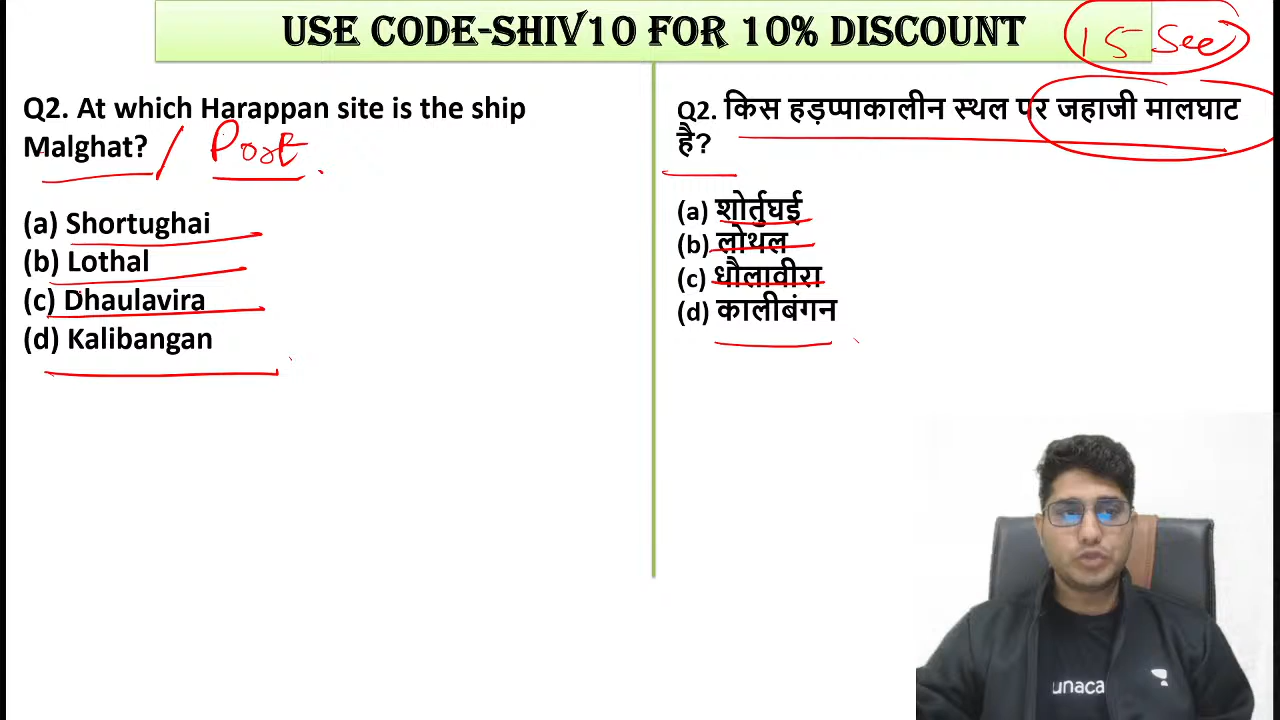 USE CODE-SHIV10 FOR 10% DISCOUNT
15 See
Q2. At which Harappan site is the ship
Malghat? / Port
(a) Shortughai
(b) Lothal
(c) Dhaulavira
(d) Kalibangan
Q2. किस हड़प्पाकालीन स्थल पर जहाजी मालघाट
है?
(a) शोर्तुघई
(b) लोथल
(c) धौलावीरा
(d) कालीबंगन
unaca